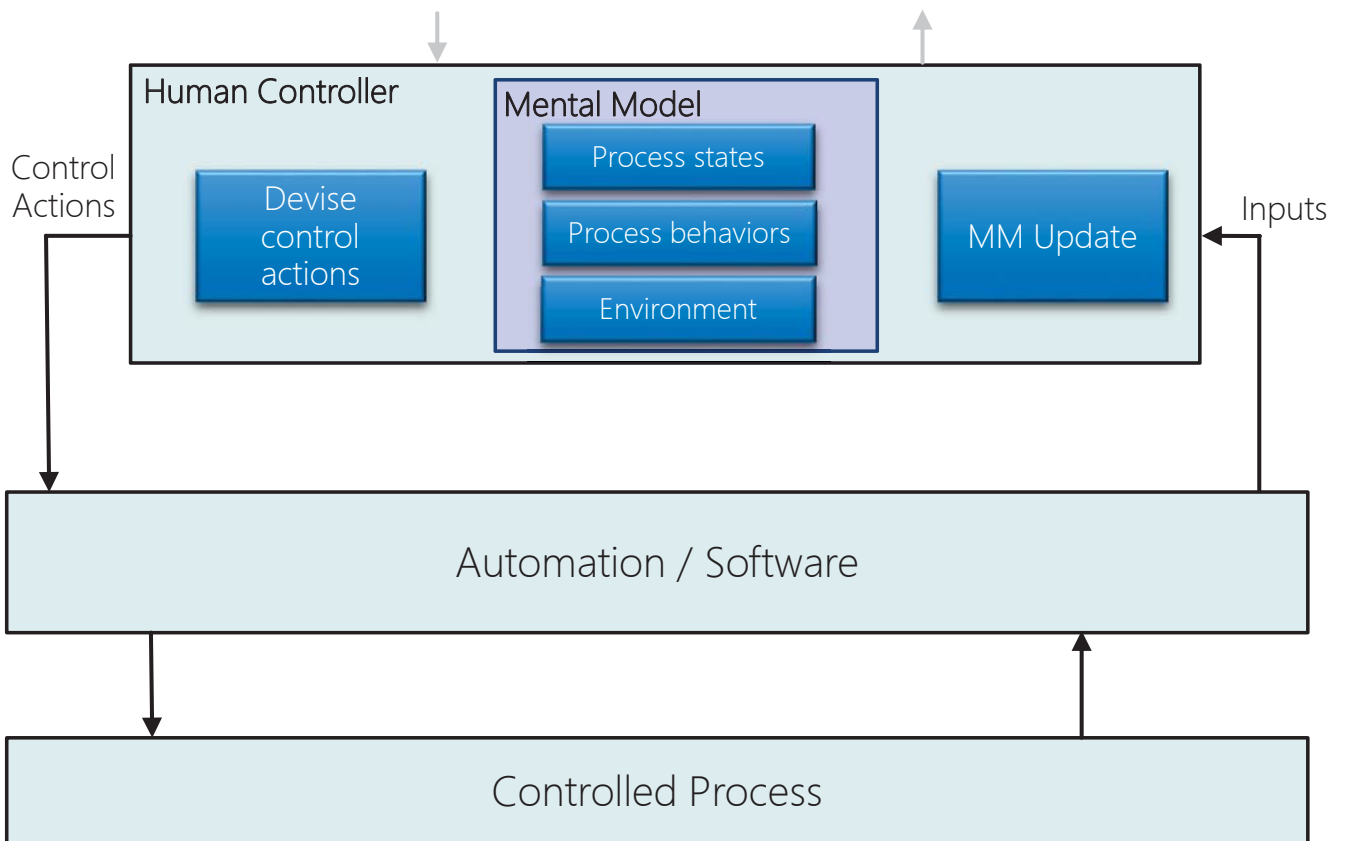 Human Controller
Mental Model
Process states
Process behaviors
Environment
Devise
control
actions
MM Update
Control
Actions
Inputs
Automation / Software
Controlled Process